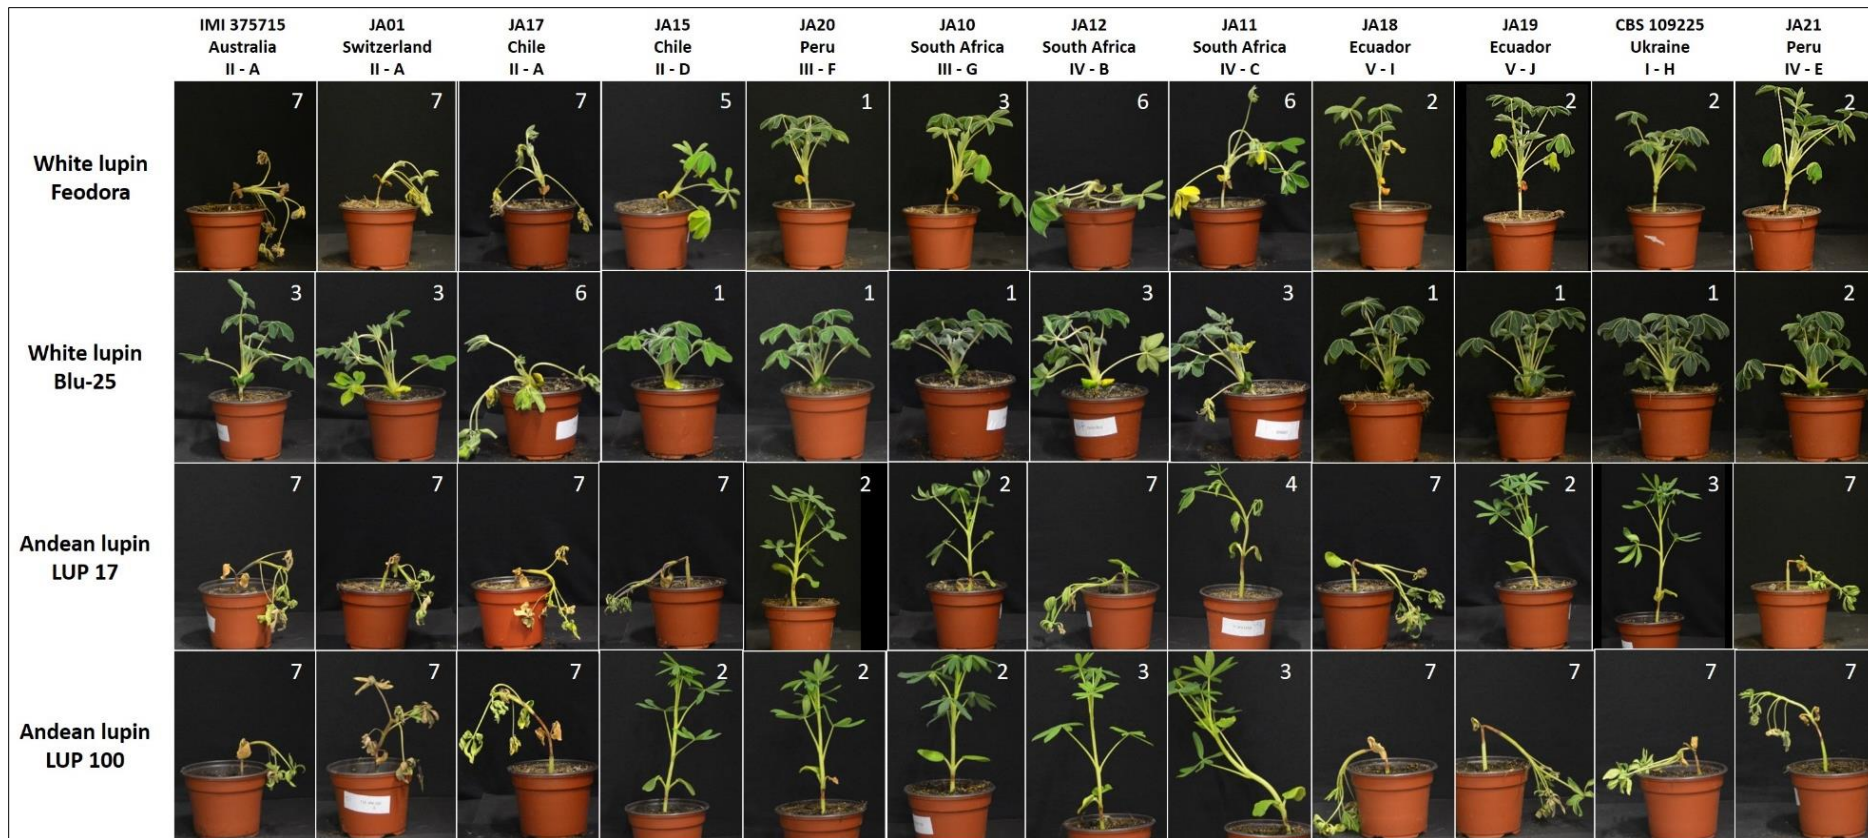 IMI 375715 JA01 JA17 JA15 JA20 JA10 JA12 JA11 JA18 JA19 CBS 109225 JA21
Australia Switzerland Chile Chile Peru South Africa South Africa South Africa Ecuador Ecuador Ukraine Peru
II - A II - A II - A II - D III - F III - G IV - B IV - C V - I V - J I - H IV - E
7 7 7 5 1 3 6 6 2 2 2 2
White lupin
Feodora
3 3 6 1 1 1 3 3 1 1 1 2
White lupin
Blu-25
7 7 7 7 2 2 7 4 7 2 3 7
Andean lupin
LUP 17
7 7 7 2 2 2 3 3 7 7 7 7
Andean lupin
LUP 100